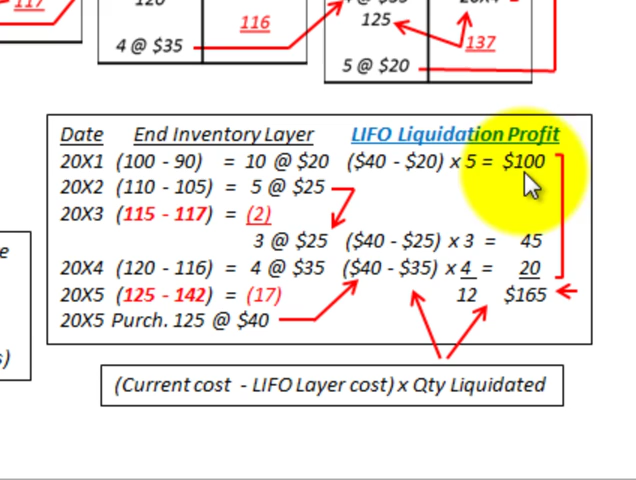 117
120
116
4 @ $35
125
137
5 @ $20
Date End Inventory Layer LIFO Liquidation Profit
20X1 (100 - 90) = 10 @ $20 ($40 - $20) x 5 = $100
20X2 (110 - 105) = 5 @ $25
20X3 (115 - 117) = (2)
3 @ $25 ($40 - $25) x 3 = 45
20X4 (120 - 116) = 4 @ $35 ($40 - $35) x 4 = 20
20X5 (125 - 142) = (17) 12 $165
20X5 Purch. 125 @ $40
(Current cost - LIFO Layer cost) x Qty Liquidated
e
s)